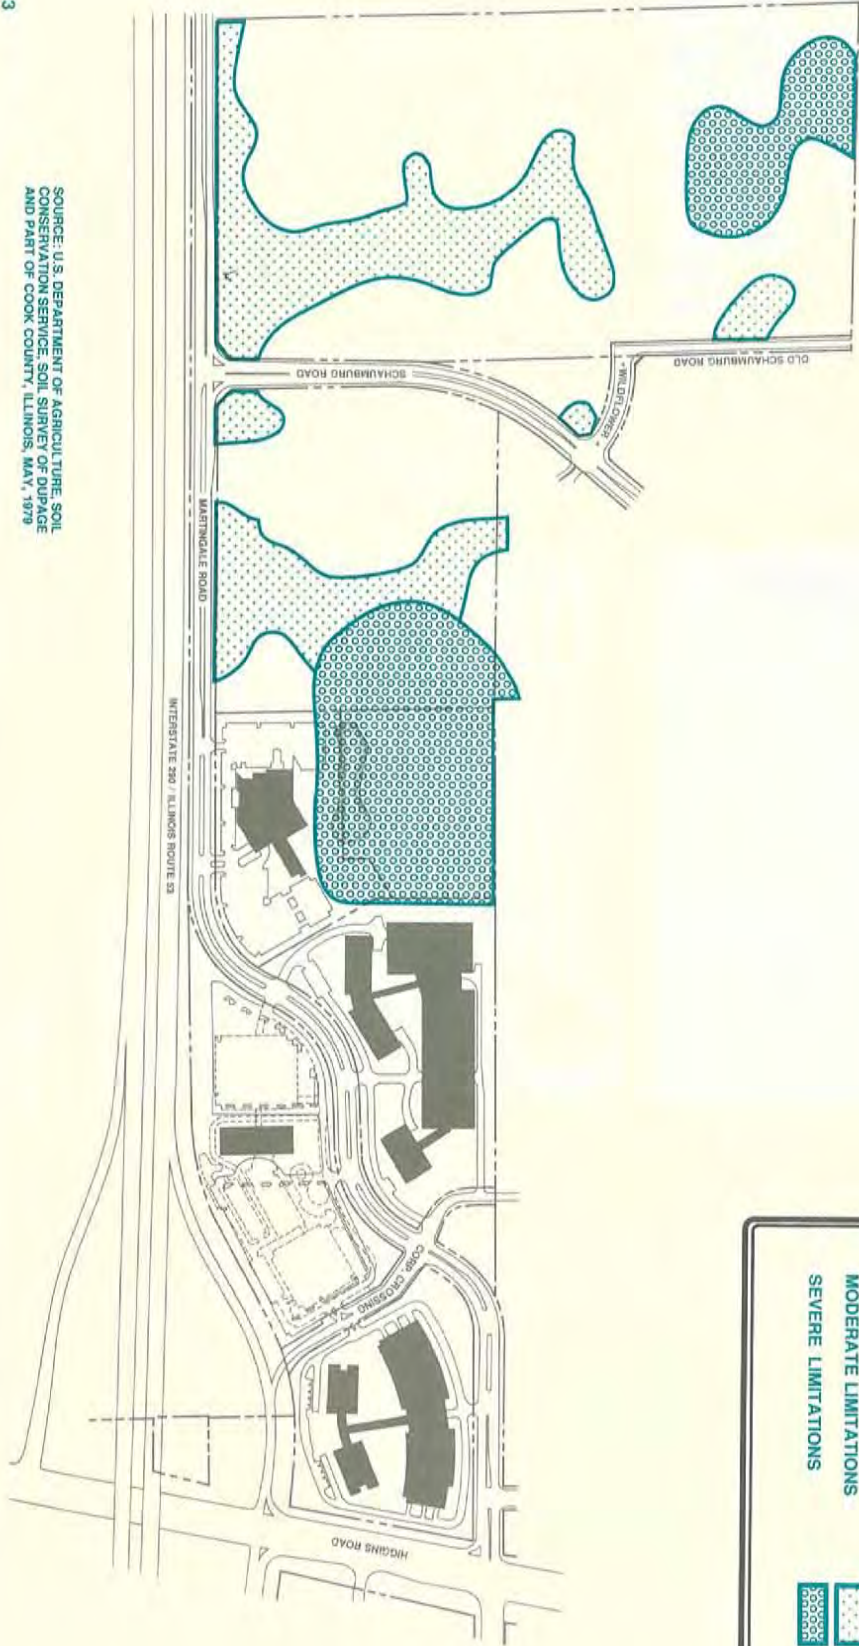 MODERATE LIMITATIONS
SEVERE LIMITATIONS
OLD SCHAUMBURG ROAD
WILDFLOWER
SCHAUMBURG ROAD
MARTINGALE ROAD
INTERSTATE 290 / ILLINOIS ROUTE 53
CORP. CROSSING
HIGGINS ROAD
SOURCE: U.S. DEPARTMENT OF AGRICULTURE, SOIL
CONSERVATION SERVICE, SOIL SURVEY OF DUPAGE
AND PART OF COOK COUNTY, ILLINOIS, MAY, 1979
3